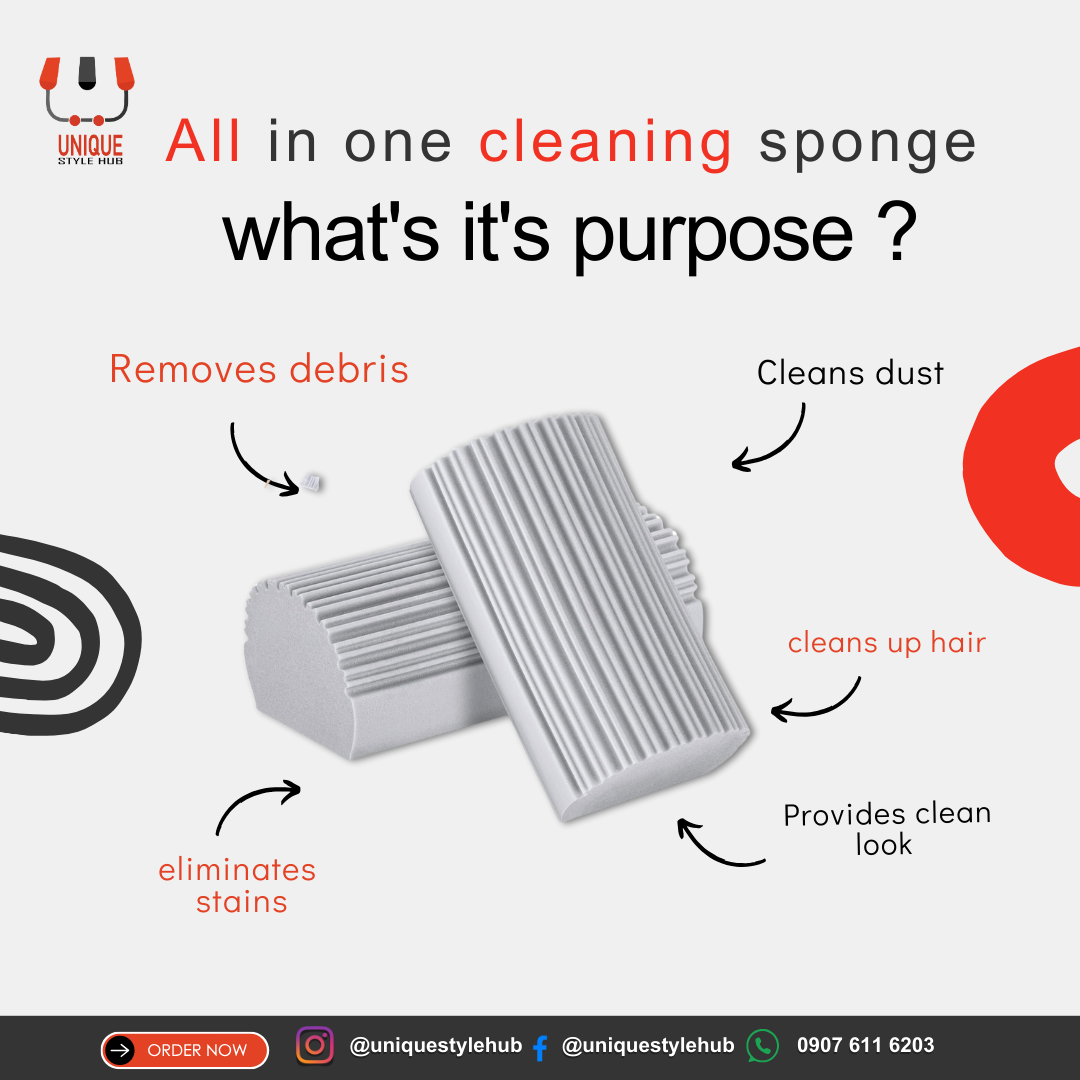 UNIQUE
STYLE HUB
All in one cleaning sponge
what's it's purpose ?
Removes debris
Cleans dust
cleans up hair
Provides clean
look
eliminates
stains
ORDER NOW
@uniquestylehub
@uniquestylehub
0907 611 6203